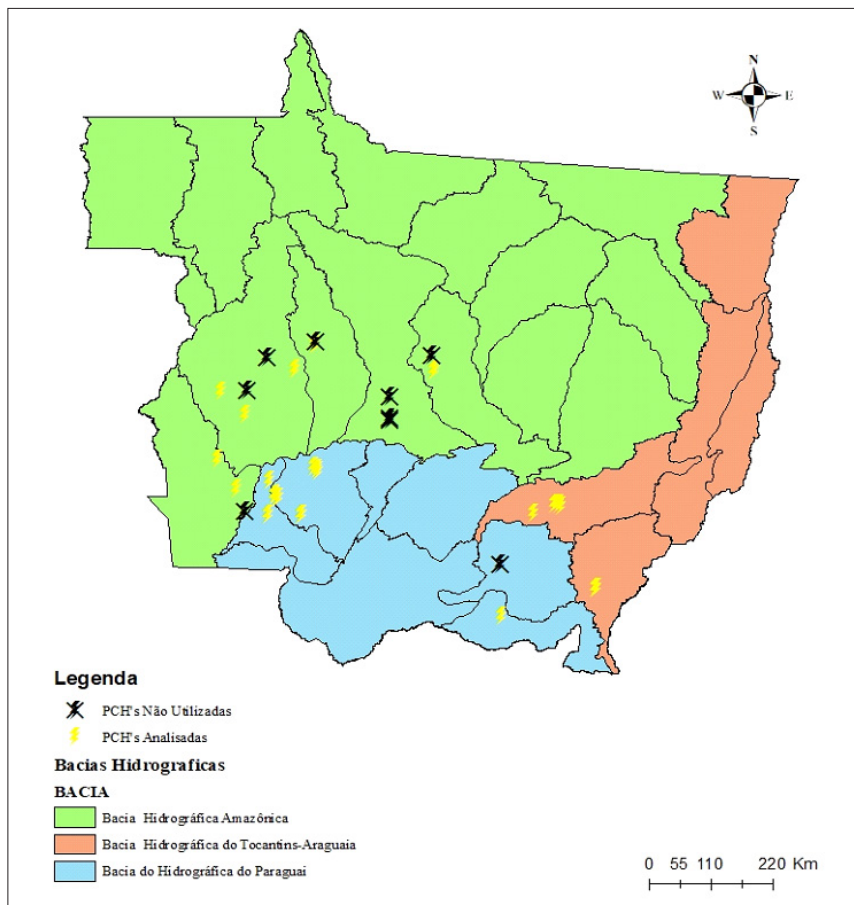 N
W E
S
Legenda
PCH's Não Utilizadas
PCH's Analisadas
Bacias Hidrográficas
BACIA
Bacia Hidrográfica Amazônica
Bacia Hidrográfica do Tocantins-Araguaia
Bacia do Hidrográfica do Paraguai
0 55 110 220 Km